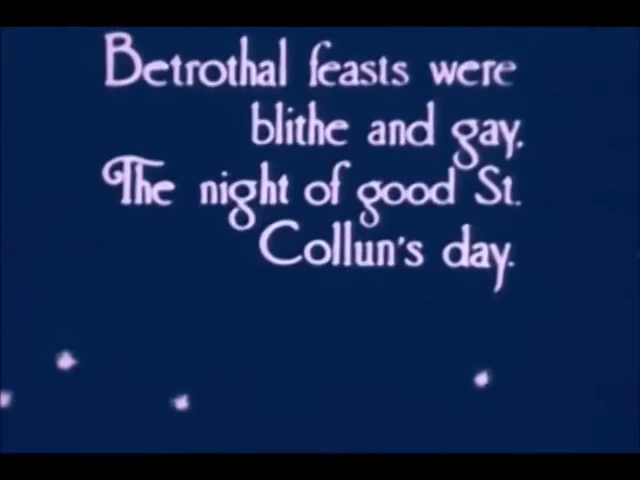 Betrothal feasts were
blithe and gay.
The night of good St.
Collun's day.